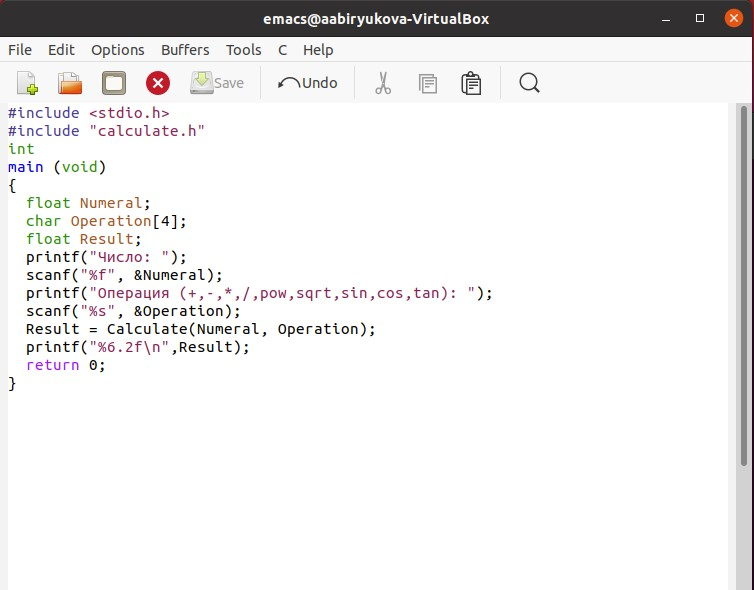 emacs@aabiryukova-VirtualBox
File Edit Options Buffers Tools C Help
Save Undo
#include <stdio.h>
#include "calculate.h"
int
main (void)
{
  float Numeral;
  char Operation[4];
  float Result;
  printf("Число: ");
  scanf("%f", &Numeral);
  printf("Операция (+,-,*,/,pow,sqrt,sin,cos,tan): ");
  scanf("%s", &Operation);
  Result = Calculate(Numeral, Operation);
  printf("%6.2f\n",Result);
  return 0;
}